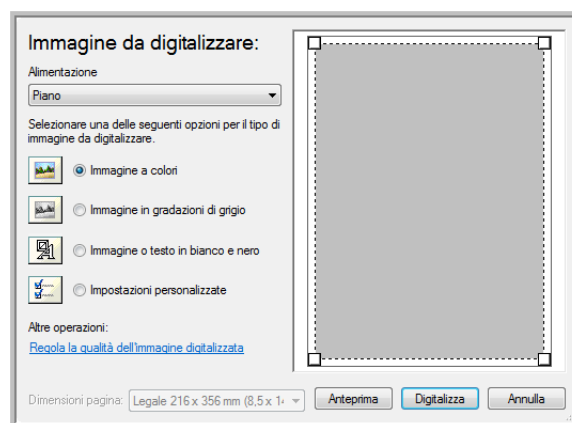 Immagine da digitalizzare:
Alimentazione
Piano
Selezionare una delle seguenti opzioni per il tipo di
immagine da digitalizzare.
Immagine a colori
Immagine in gradazioni di grigio
Immagine o testo in bianco e nero
Impostazioni personalizzate
Altre operazioni:
Regola la qualità dell'immagine digitalizzata
Dimensioni pagina: Legale 216 x 356 mm (8,5 x 1 Anteprima Digitalizza Annulla